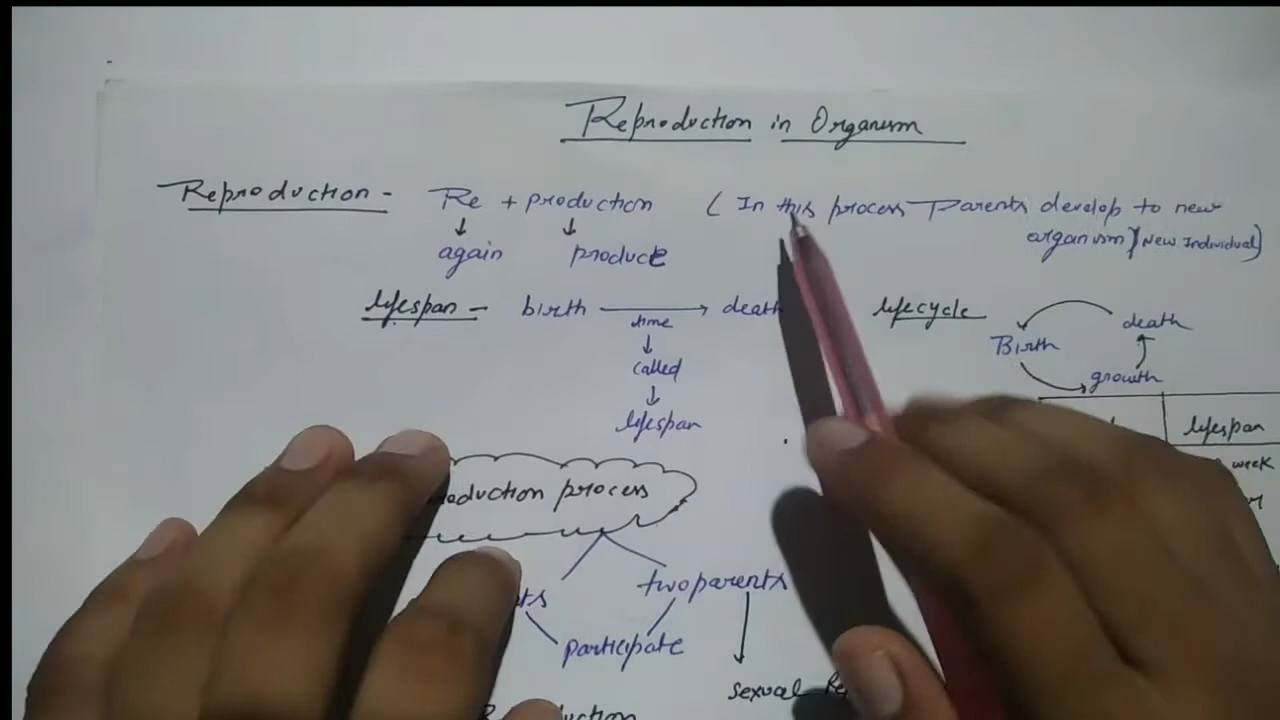 Reproduction in Organism
Reproduction - Re + production (In this process Parents develop to new
organism) (New Individual)
again produce
lifespan - birth → death
time
called
lifespan
lifecycle
death
Birth
growth
lifespan
week
production process
two parents
participate
sexual